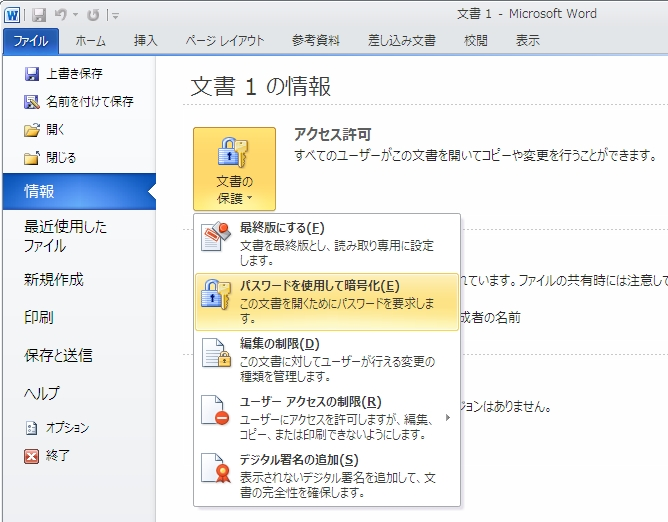 文書 1 - Microsoft Word
ファイル ホーム 挿入 ページ レイアウト 参考資料 差し込み文書 校閲 表示
上書き保存
名前を付けて保存
開く
閉じる
情報
最近使用した
ファイル
新規作成
印刷
保存と送信
ヘルプ
オプション
終了
文書 1 の情報
文書の
保護
アクセス許可
すべてのユーザーがこの文書を開いてコピーや変更を行うことができます。
最終版にする(F)
文書を最終版とし、読み取り専用に設定
します。
パスワードを使用して暗号化(E)
この文書を開くためにパスワードを要求しま
す。
編集の制限(D)
この文書に対してユーザーが行える変更の
種類を管理します。
ユーザー アクセスの制限(R)
ユーザーにアクセスを許可しますが、編集、
コピー、または印刷できないようにします。
デジタル署名の追加(S)
表示されないデジタル署名を追加して、文
書の完全性を確保します。
れています。ファイルの共有時には注意して
成者の名前
ジョンはありません。